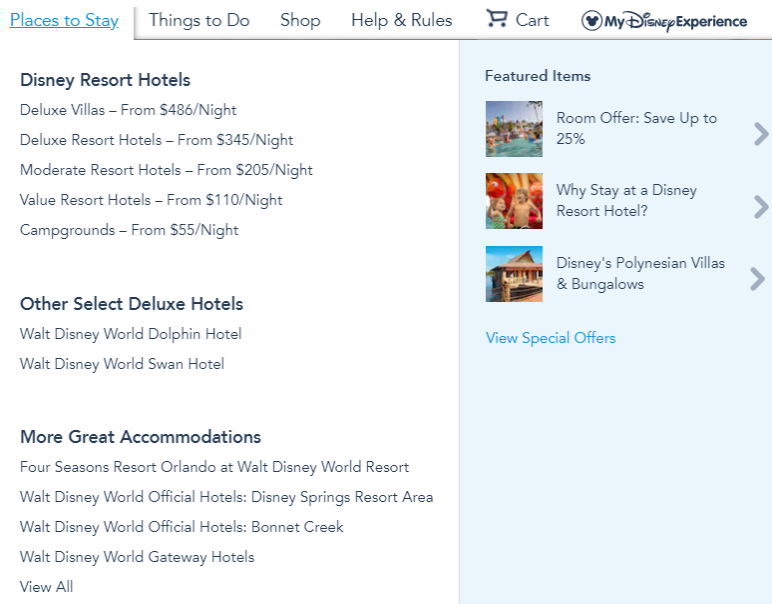 Places to Stay
Things to Do
Shop
Help & Rules
Cart
My Disney Experience
Disney Resort Hotels
Deluxe Villas – From $486/Night
Deluxe Resort Hotels – From $345/Night
Moderate Resort Hotels – From $205/Night
Value Resort Hotels – From $110/Night
Campgrounds – From $55/Night
Other Select Deluxe Hotels
Walt Disney World Dolphin Hotel
Walt Disney World Swan Hotel
More Great Accommodations
Four Seasons Resort Orlando at Walt Disney World Resort
Walt Disney World Official Hotels: Disney Springs Resort Area
Walt Disney World Official Hotels: Bonnet Creek
Walt Disney World Gateway Hotels
View All
Featured Items
Room Offer: Save Up to
25%
Why Stay at a Disney
Resort Hotel?
Disney's Polynesian Villas
& Bungalows
View Special Offers